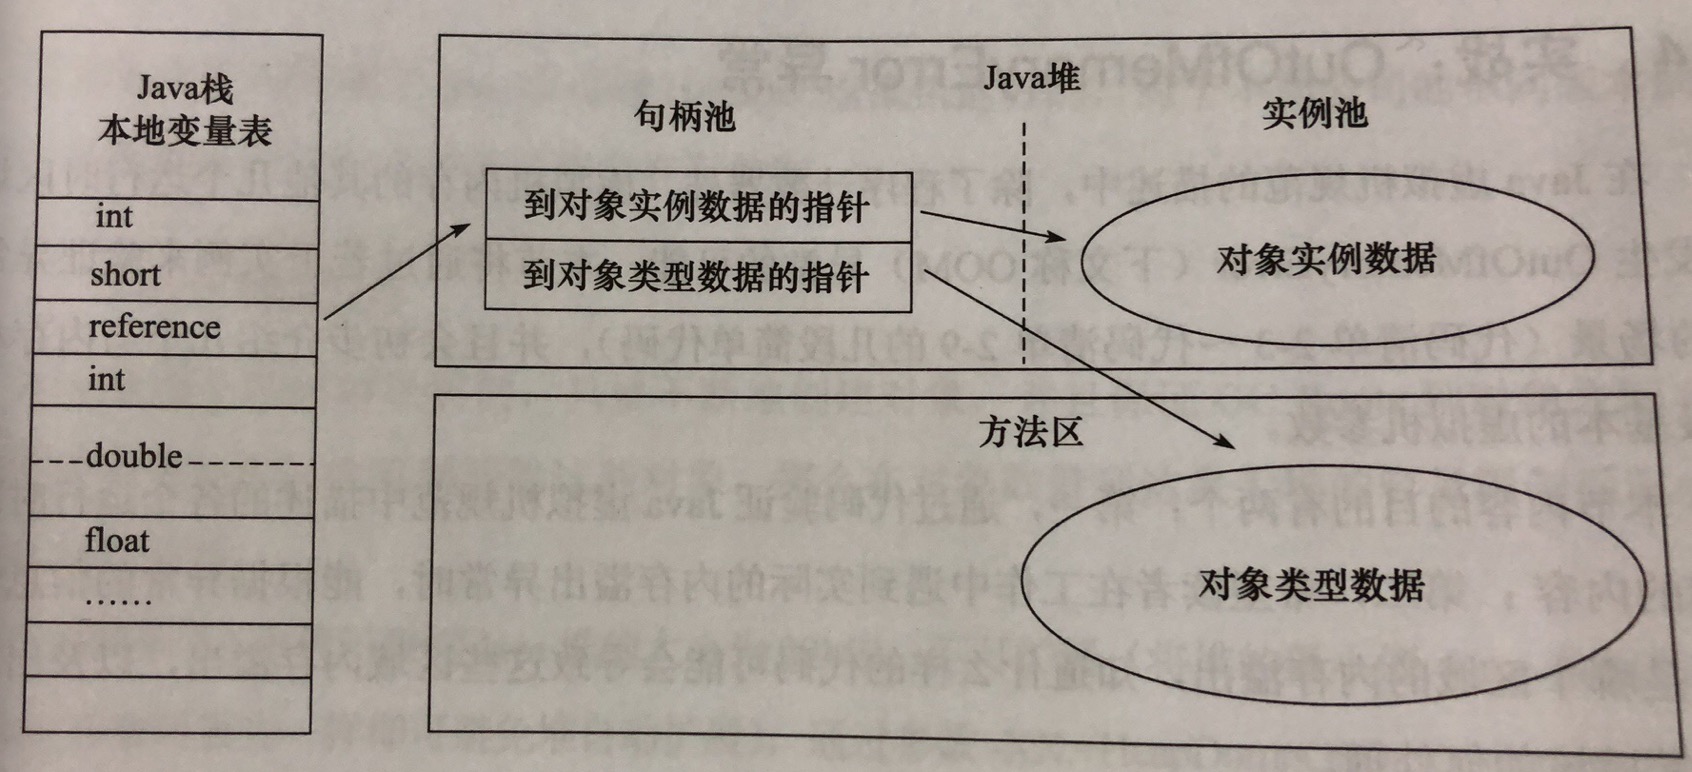 Java栈
本地变量表
int
short
reference
int
double
float
……
Java堆
句柄池
实例池
到对象实例数据的指针
到对象类型数据的指针
对象实例数据
方法区
对象类型数据